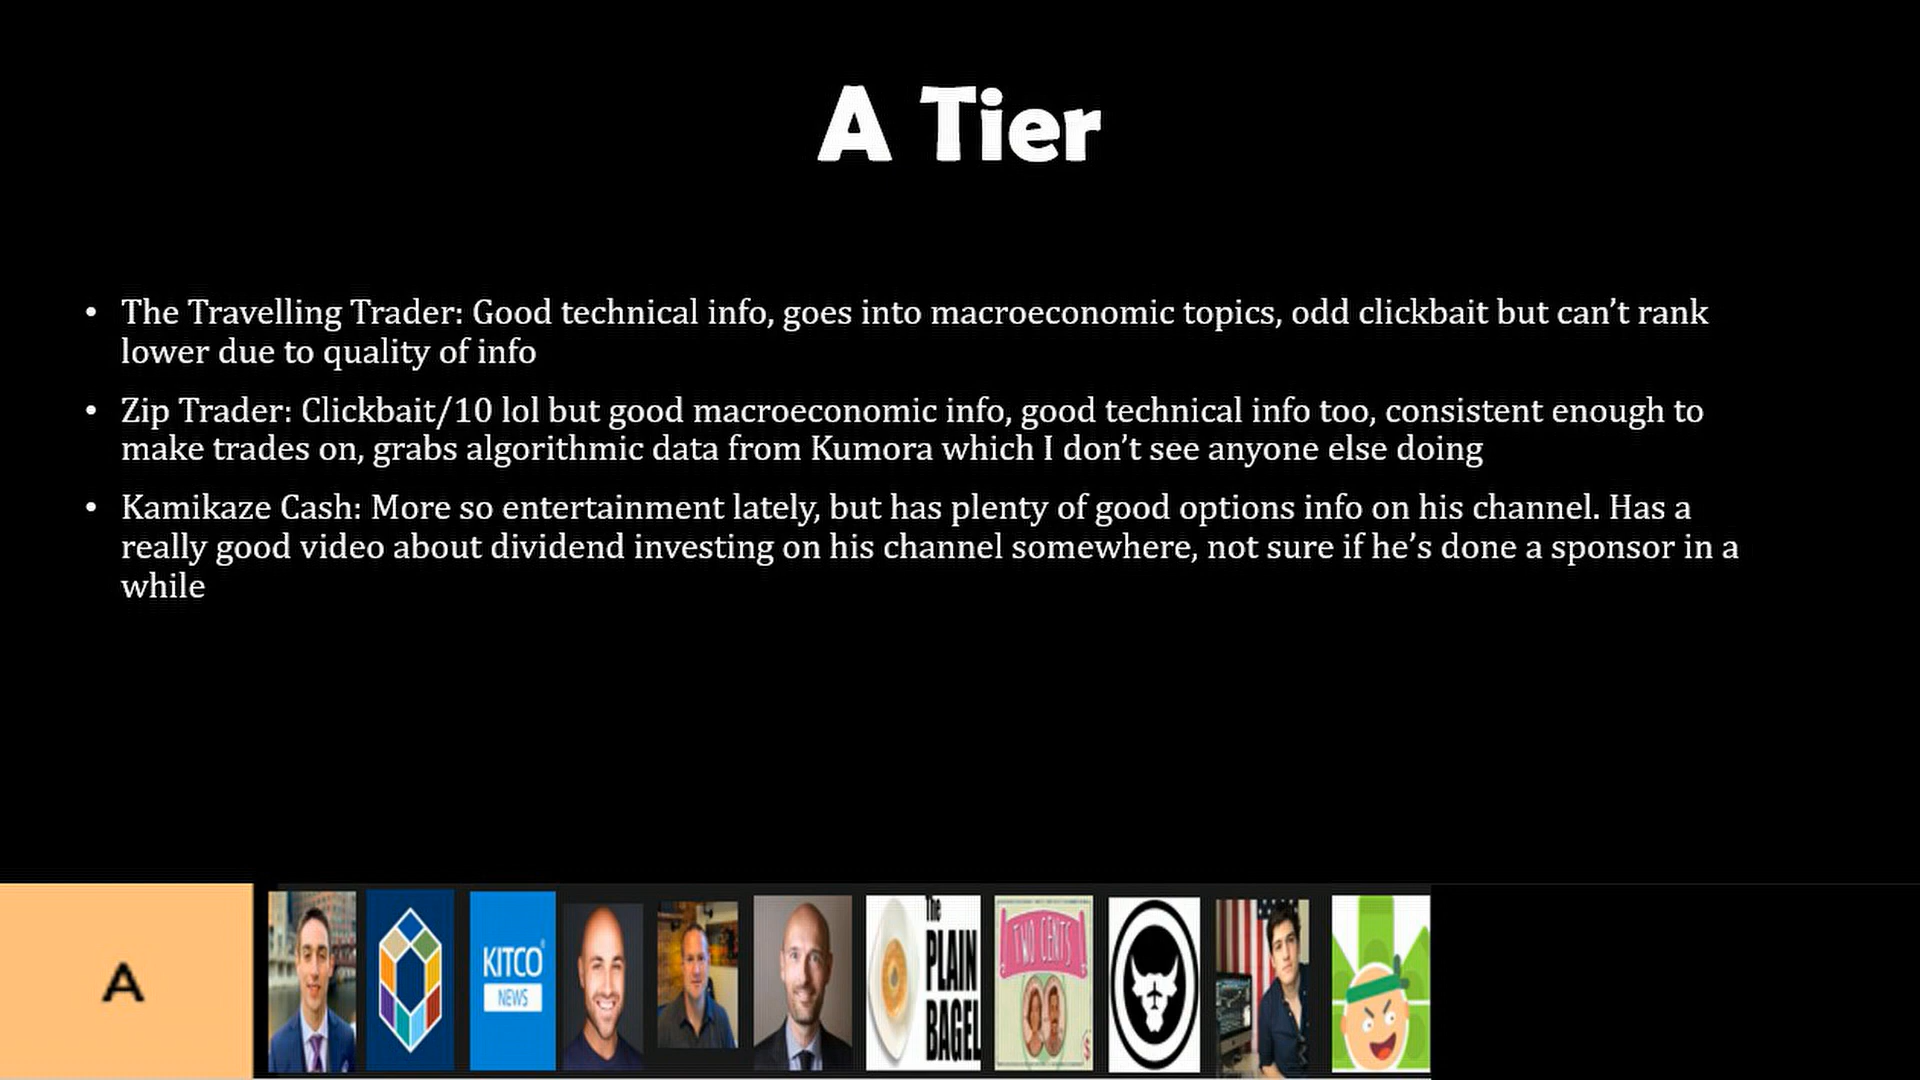 A Tier
• The Travelling Trader: Good technical info, goes into macroeconomic topics, odd clickbait but can’t rank
lower due to quality of info
• Zip Trader: Clickbait/10 lol but good macroeconomic info, good technical info too, consistent enough to
make trades on, grabs algorithmic data from Kumora which I don’t see anyone else doing
• Kamikaze Cash: More so entertainment lately, but has plenty of good options info on his channel. Has a
really good video about dividend investing on his channel somewhere, not sure if he’s done a sponsor in a
while
A
KITCO
NEWS
The
PLAIN
BAGEL
TWO CENTS